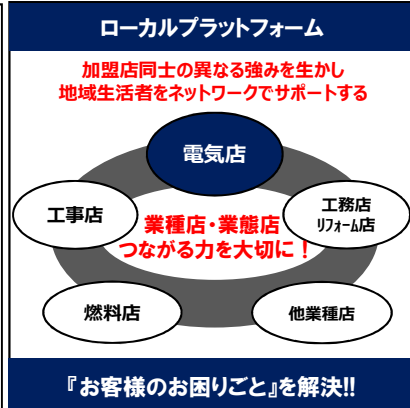 ローカルプラットフォーム
加盟店同士の異なる強みを生かし
地域生活者をネットワークでサポートする
電気店
工事店
工務店
リフォーム店
業種店・業態店
つながる力を大切に！
燃料店
他業種店
『お客様のお困りごと』を解決!!